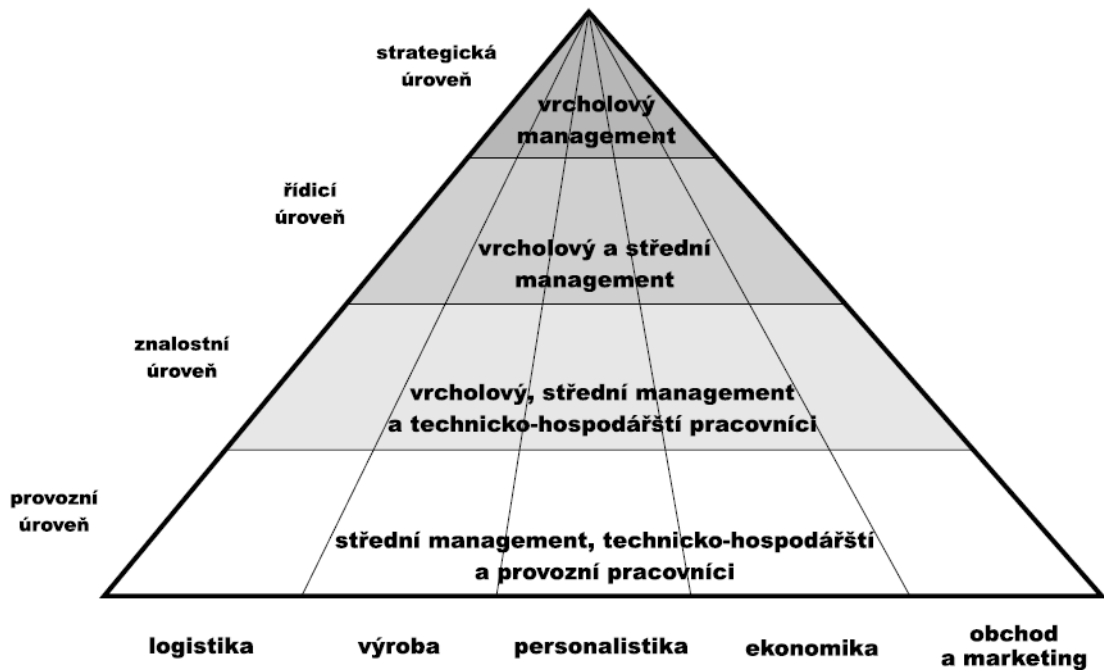 strategická
úroveň
vrcholový
management
řídicí
úroveň
vrcholový a střední
management
znalostní
úroveň
vrcholový, střední management
a technicko-hospodářští pracovníci
provozní
úroveň
střední management, technicko-hospodářští
a provozní pracovníci
logistika
výroba
personalistika
ekonomika
obchod
a marketing